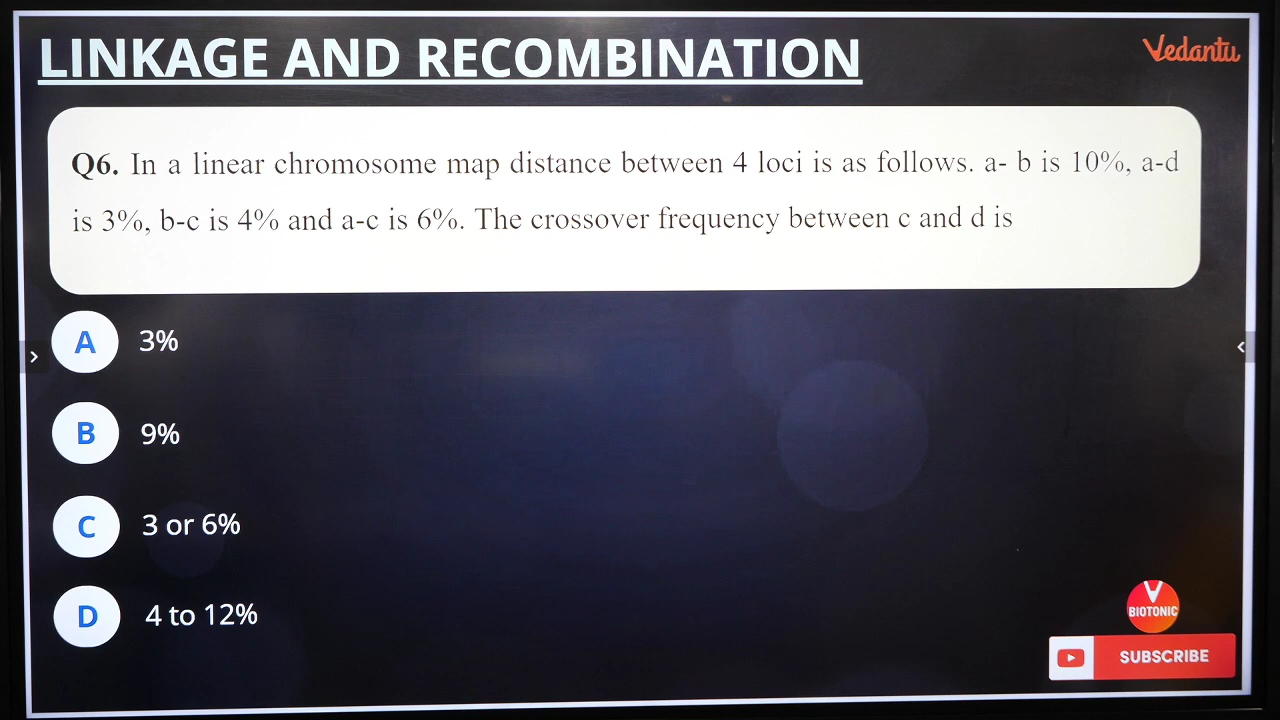 LINKAGE AND RECOMBINATION
Vedantu
Q6. In a linear chromosome map distance between 4 loci is as follows. a- b is 10%, a-d
is 3%, b-c is 4% and a-c is 6%. The crossover frequency between c and d is
A 3%
B 9%
C 3 or 6%
D 4 to 12%
V
BIOTONIC
SUBSCRIBE